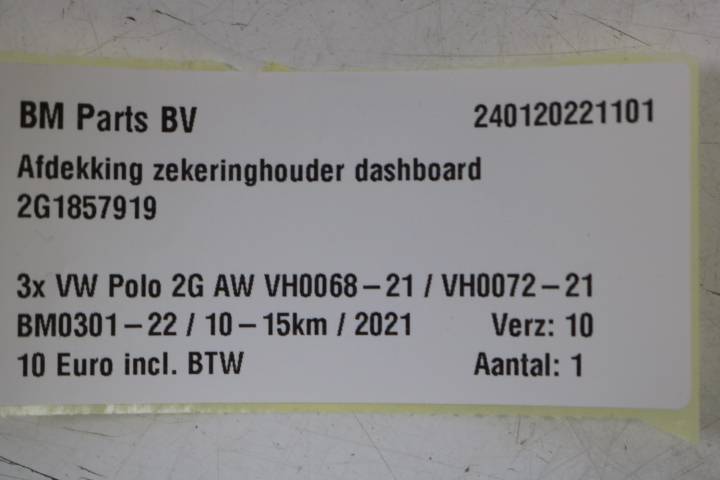 BM Parts BV 240120221101
Afdekking zekeringhouder dashboard
2G1857919
3x VW Polo 2G AW VH0068-21 / VH0072-21
BM0301-22 / 10-15km / 2021 Verz: 10
10 Euro incl. BTW Aantal: 1